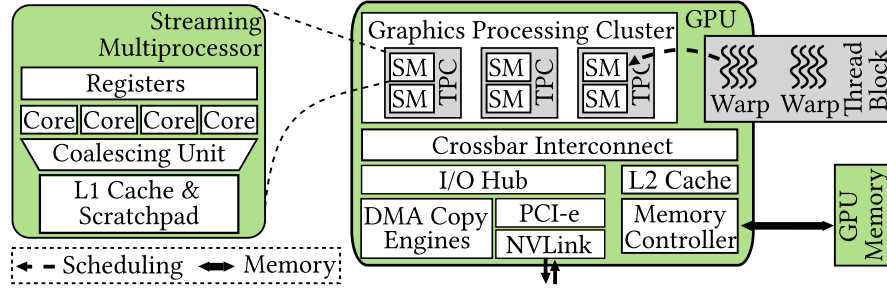 Streaming
Multiprocessor
Registers
Core Core Core Core
Coalescing Unit
L1 Cache &
Scratchpad
Scheduling Memory
GPU
Graphics Processing Cluster
SM SM TPC
SM SM TPC
SM SM TPC
Warp Warp
Thread
Block
Crossbar Interconnect
I/O Hub
L2 Cache
DMA Copy
Engines
PCI-e
NVLink
Memory
Controller
GPU
Memory